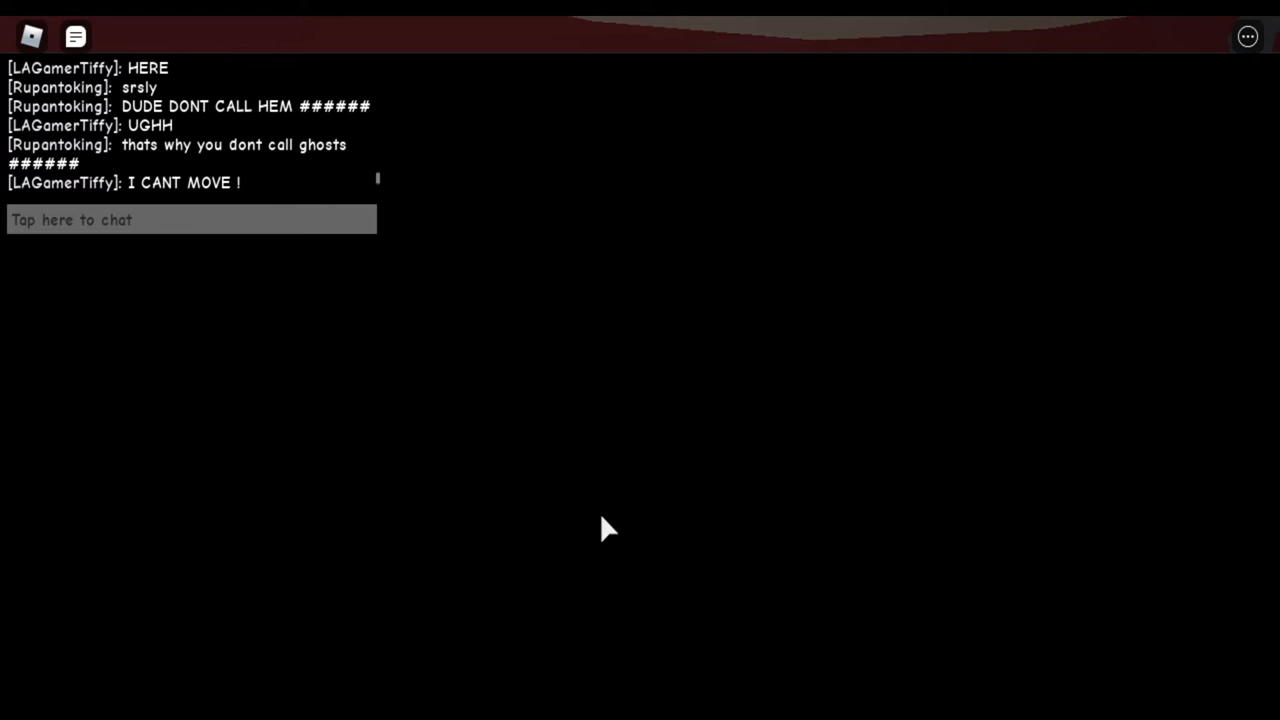 [LAGamerTiffy]: HERE
[Rupantoking]: srsly
[Rupantoking]: DUDE DONT CALL HEM ######
[LAGamerTiffy]: UGHH
[Rupantoking]: thats why you dont call ghosts
######
[LAGamerTiffy]: I CANT MOVE !
Tap here to chat